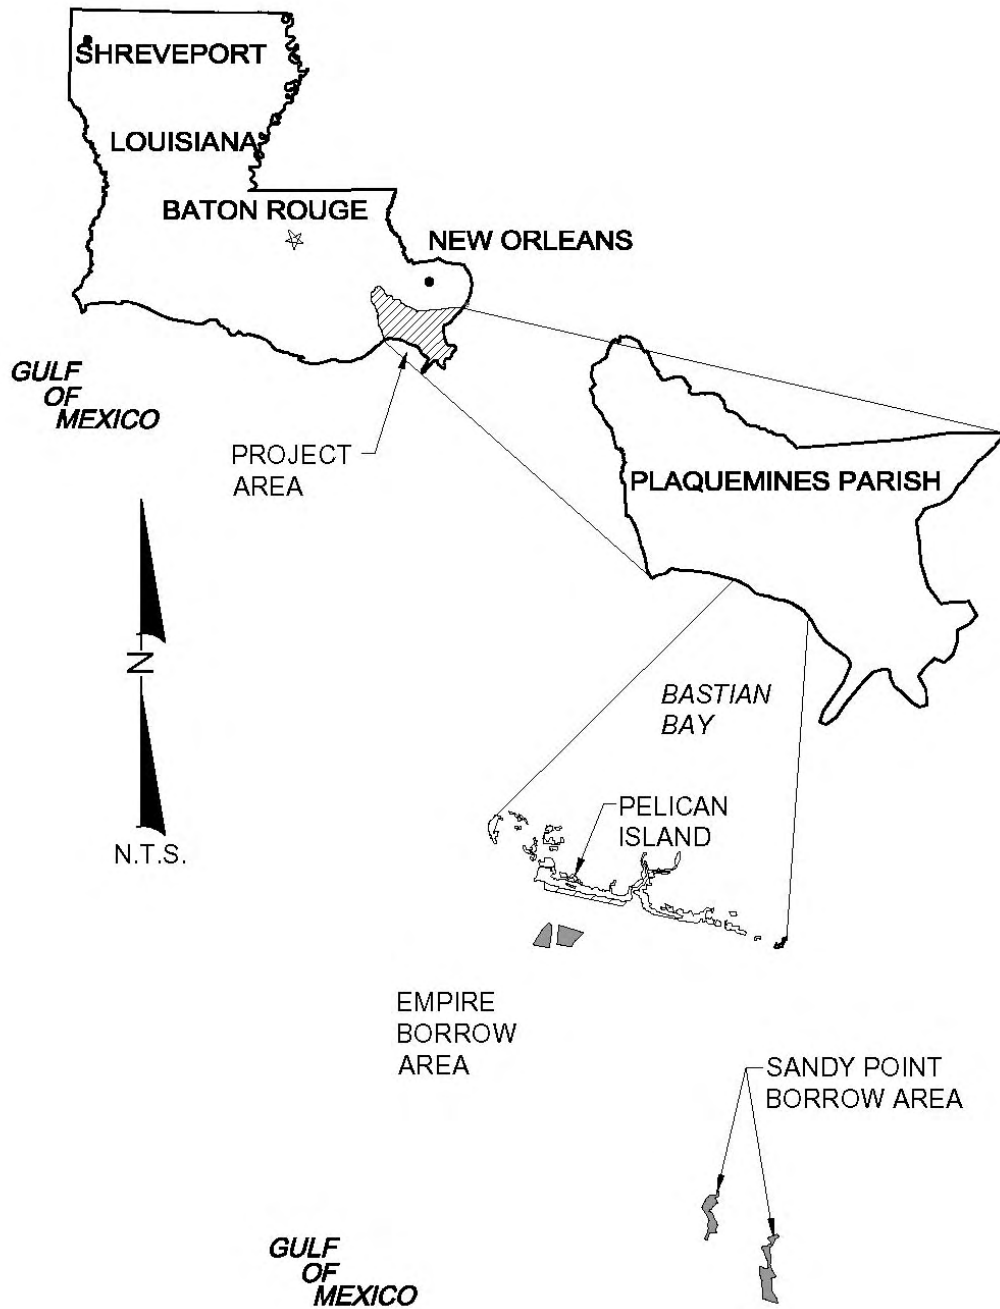 SHREVEPORT
LOUISIANA
BATON ROUGE
NEW ORLEANS
GULF
OF
MEXICO
PROJECT
AREA
PLAQUEMINES PARISH
N
N.T.S.
BASTIAN
BAY
PELICAN
ISLAND
EMPIRE
BORROW
AREA
SANDY POINT
BORROW AREA
GULF
OF
MEXICO